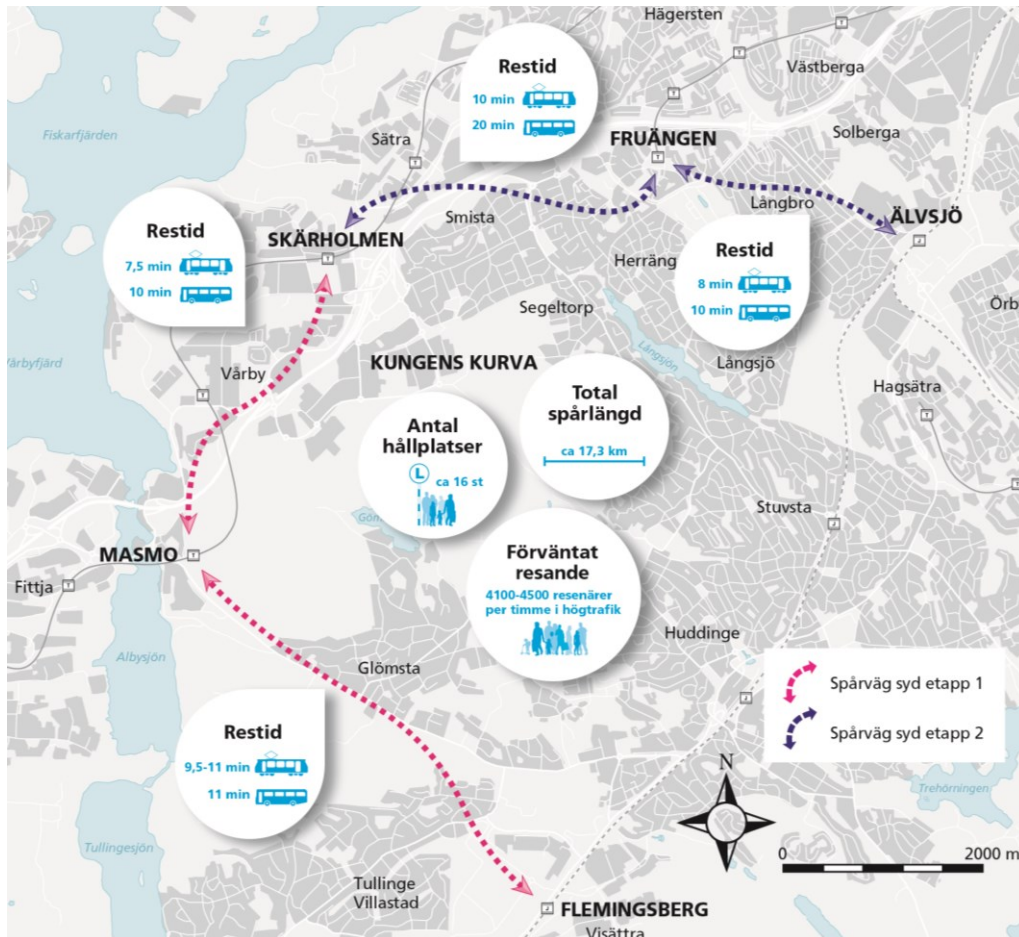 Hägersten
Västberga
Fiskarfjärden
Restid
10 min
20 min
Solberga
Sätra
FRUÄNGEN
Långbro
ÄLVSJÖ
Smista
SKÄRHOLMEN
Restid
7,5 min
10 min
Herräng
Restid
8 min
10 min
Segeltorp
Örb
Vårbyfjärd
Långsjön
Långsjö
Vårby
KUNGENS KURVA
Hagsätra
Total
spårlängd
ca 17,3 km
Antal
hållplatser
L
ca 16 st
Göm
Stuvsta
MASMO
Fittja
Förväntat
resande
4100-4500 resenärer
per timme i högtrafik
Albysjön
Glömsta
Huddinge
Spårväg syd etapp 1
Spårväg syd etapp 2
Restid
9,5-11 min
11 min
N
Trehörningen
0
2000 m
Tullingesjön
Tullinge
Villastad
FLEMINGSBERG
Visättra